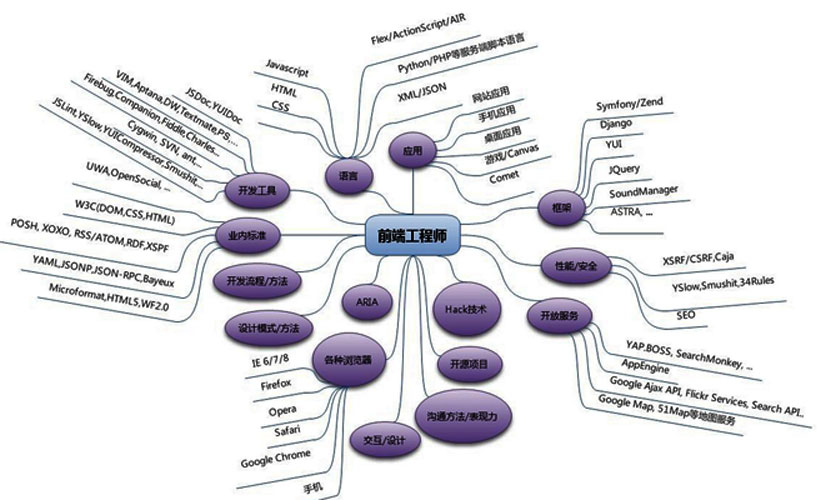 前端工程师
语言
Flex/ActionScript/AIR
Python/PHP等服务端脚本语言
XML/JSON
Javascript
HTML
CSS
应用
网站应用
手机应用
桌面应用
游戏/Canvas
Comet
框架
Symfony/Zend
Django
YUI
JQuery
SoundManager
ASTRA, ...
性能/安全
XSRF/CSRF,Caja
YSlow,Smushit,34Rules
SEO
开放服务
YAP.BOSS, SearchMonkey, ...
AppEngine
Google Ajax API, Flickr Services, Search API..
Google Map, 51Map等地图服务
Hack技术
开源项目
沟通方法/表现力
交互/设计
ARIA
各种浏览器
IE 6/7/8
Firefox
Opera
Safari
Google Chrome
手机
设计模式/方法
开发流程/方法
业内标准
UWA,OpenSocial, ...
W3C(DOM,CSS,HTML)
POSH, XOXO, RSS/ATOM,RDF,XSPF
YAML,JSONP,JSON-RPC,Bayeux
Microformat,HTML5,WF2.0
开发工具
JSDoc,YUIDoc
VIM,Aptana,DW,Textmate,PS,...
Firebug,Companion,Fiddle,Charles...
Cygwin, SVN, ant,...
JSLint,YSlow,YUICompressor,Smushit,...